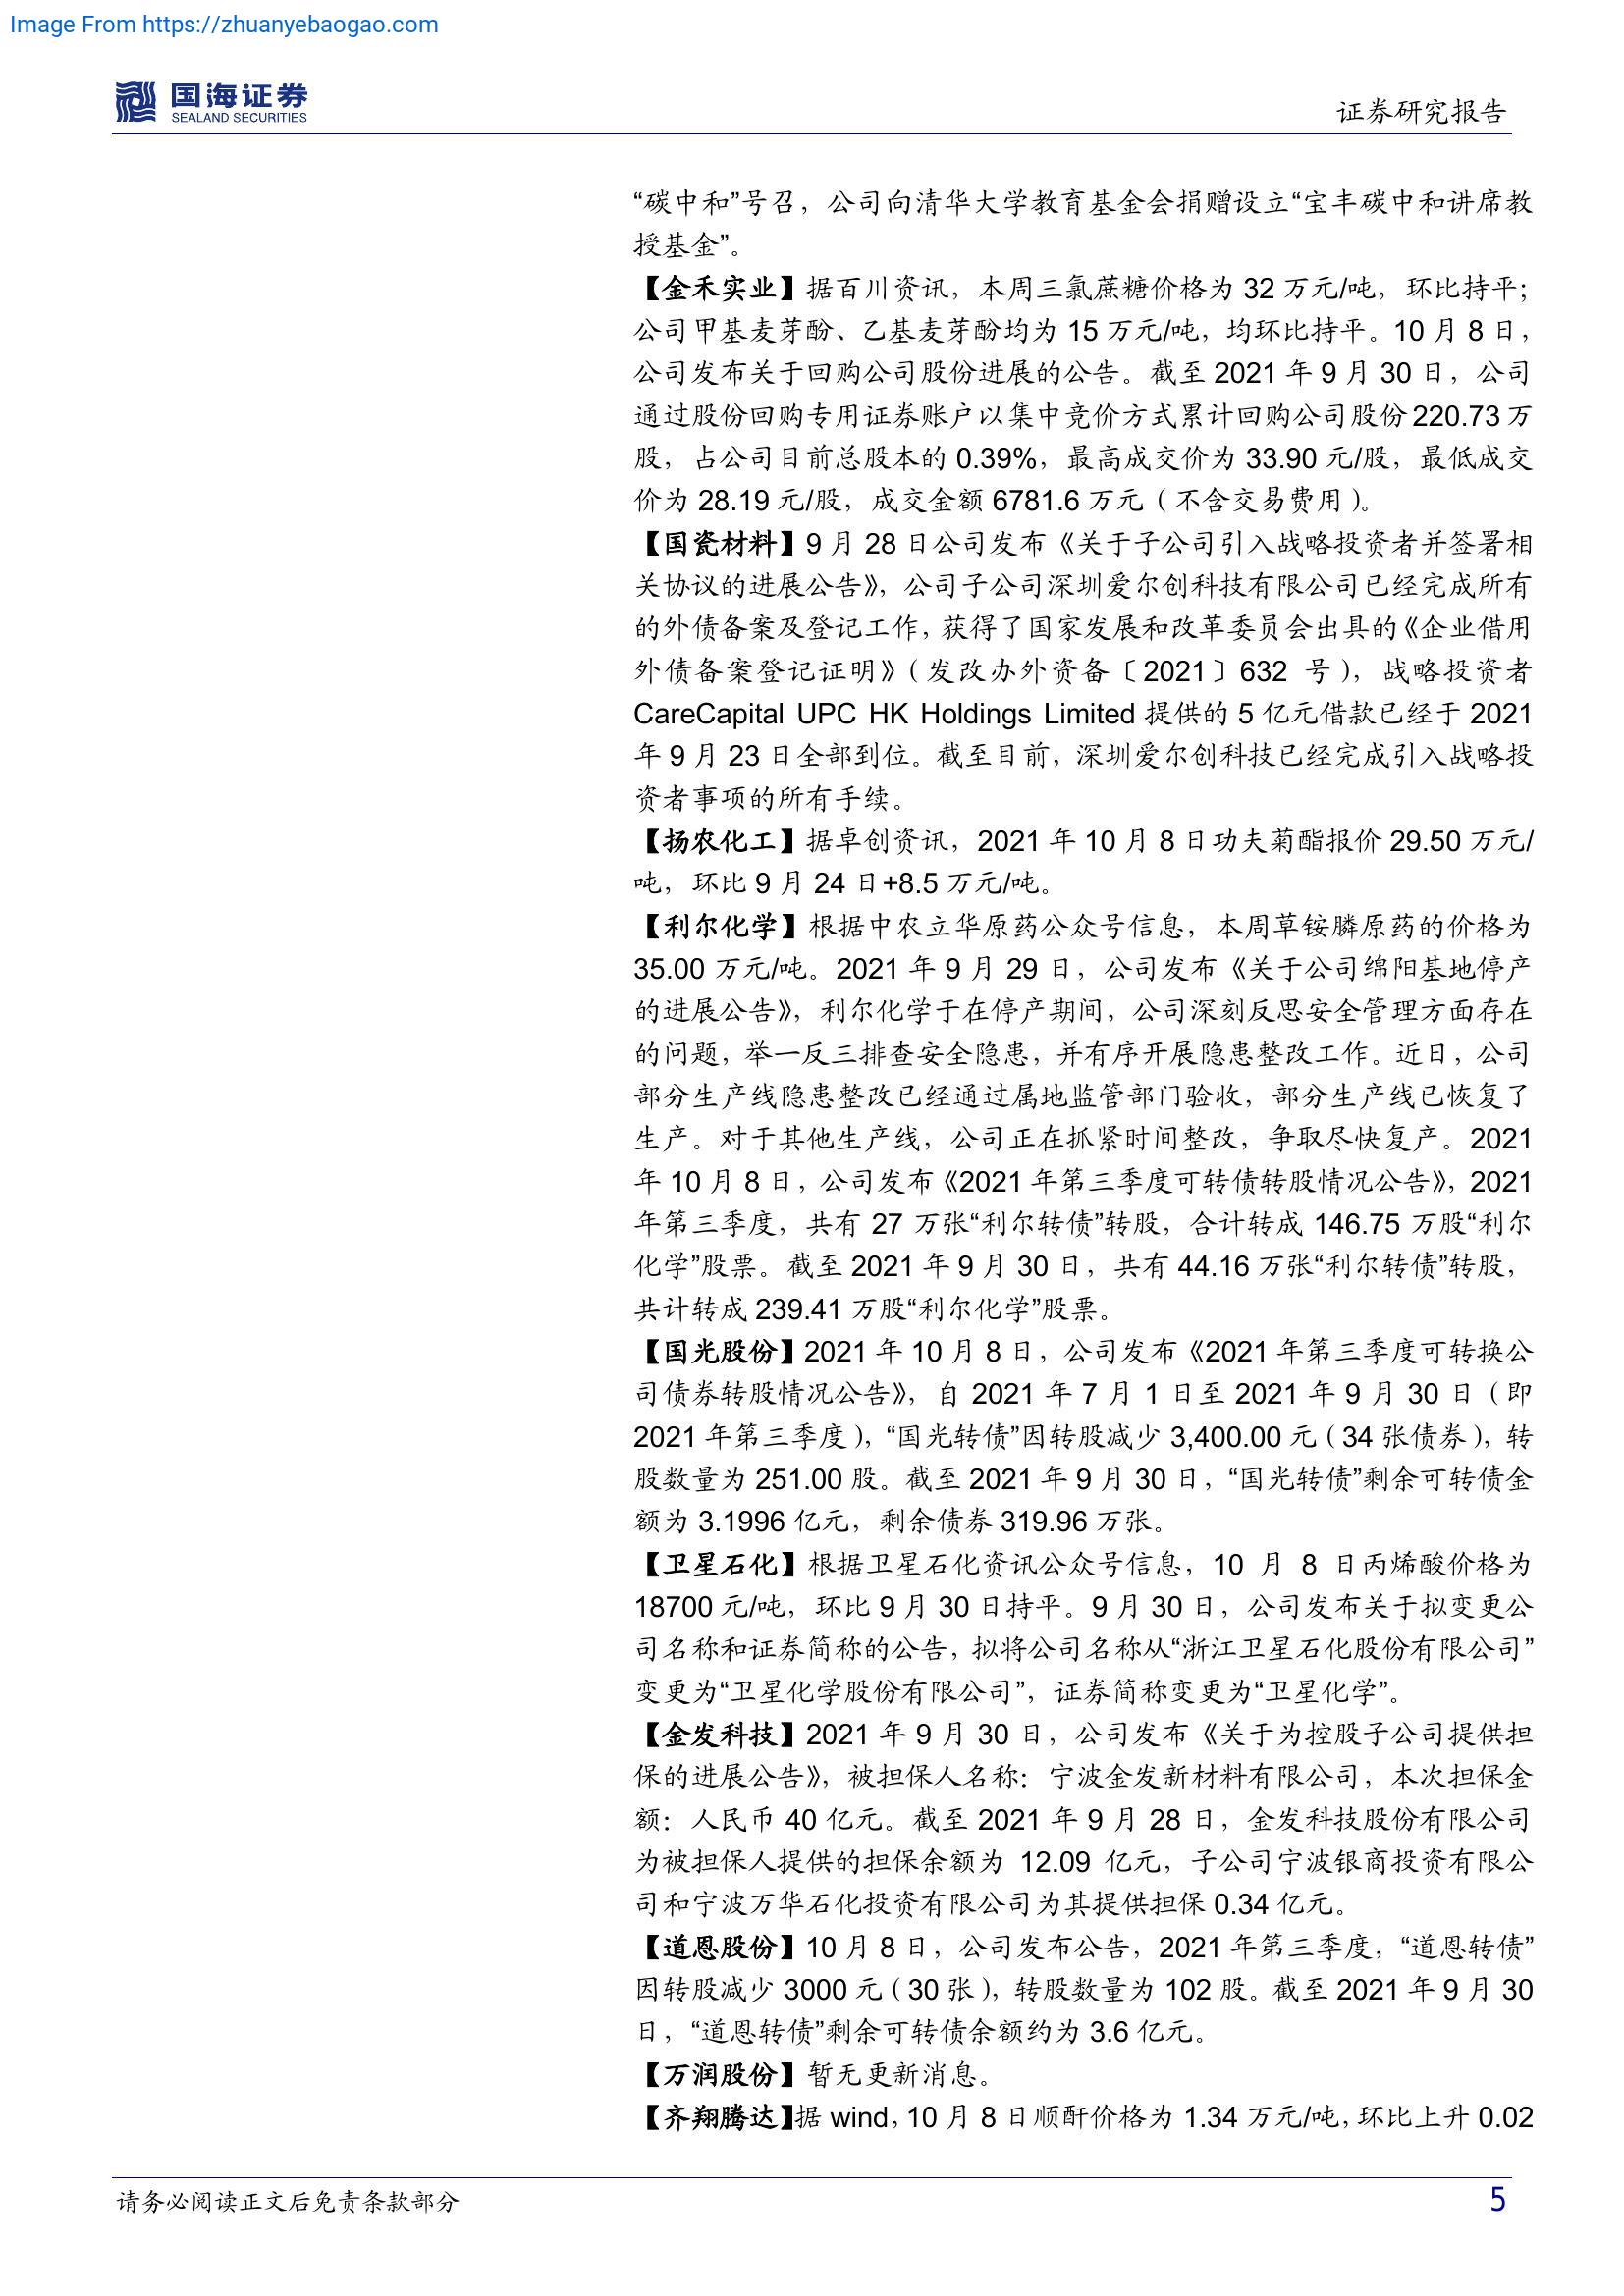 Image From https://zhuanyebaogao.com
国海证券
SEALAND SECURITIES
证券研究报告
“碳中和”号召，公司向清华大学教育基金会捐赠设立“宝丰碳中和讲席教
授基金”。
【金禾实业】据百川资讯，本周三氯蔗糖价格为 32 万元/吨，环比持平；
公司甲基麦芽酚、乙基麦芽酚均为 15 万元/吨，均环比持平。10 月 8 日，
公司发布关于回购公司股份进展的公告。截至 2021 年 9 月 30 日，公司
通过股份回购专用证券账户以集中竞价方式累计回购公司股份 220.73 万
股，占公司目前总股本的 0.39%，最高成交价为 33.90 元/股，最低成交
价为 28.19 元/股，成交金额 6781.6 万元（不含交易费用）。
【国瓷材料】9 月 28 日公司发布《关于子公司引入战略投资者并签署相
关协议的进展公告》，公司子公司深圳爱尔创科技有限公司已经完成所有
的外债备案及登记工作，获得了国家发展和改革委员会出具的《企业借用
外债备案登记证明》（发改办外资备〔2021〕632 号），战略投资者
CareCapital UPC HK Holdings Limited 提供的 5 亿元借款已经于 2021
年 9 月 23 日全部到位。截至目前，深圳爱尔创科技已经完成引入战略投
资者事项的所有手续。
【扬农化工】据卓创资讯，2021 年 10 月 8 日功夫菊酯报价 29.50 万元/
吨，环比 9 月 24 日+8.5 万元/吨。
【利尔化学】根据中农立华原药公众号信息，本周草铵膦原药的价格为
35.00 万元/吨。2021 年 9 月 29 日，公司发布《关于公司绵阳基地停产
的进展公告》，利尔化学于在停产期间，公司深刻反思安全管理方面存在
的问题，举一反三排查安全隐患，并有序开展隐患整改工作。近日，公司
部分生产线隐患整改已经通过属地监管部门验收，部分生产线已恢复了
生产。对于其他生产线，公司正在抓紧时间整改，争取尽快复产。2021
年 10 月 8 日，公司发布《2021 年第三季度可转债转股情况公告》，2021
年第三季度，共有 27 万张“利尔转债”转股，合计转成 146.75 万股“利尔
化学”股票。截至 2021 年 9 月 30 日，共有 44.16 万张“利尔转债”转股，
共计转成 239.41 万股“利尔化学”股票。
【国光股份】2021 年 10 月 8 日，公司发布《2021 年第三季度可转换公
司债券转股情况公告》，自 2021 年 7 月 1 日至 2021 年 9 月 30 日（即
2021 年第三季度），“国光转债”因转股减少 3,400.00 元（34 张债券），转
股数量为 251.00 股。截至 2021 年 9 月 30 日，“国光转债”剩余可转债金
额为 3.1996 亿元，剩余债券 319.96 万张。
【卫星石化】根据卫星石化资讯公众号信息，10 月 8 日丙烯酸价格为
18700 元/吨，环比 9 月 30 日持平。9 月 30 日，公司发布关于拟变更公
司名称和证券简称的公告，拟将公司名称从“浙江卫星石化股份有限公司”
变更为“卫星化学股份有限公司”，证券简称变更为“卫星化学”。
【金发科技】2021 年 9 月 30 日，公司发布《关于为控股子公司提供担
保的进展公告》，被担保人名称：宁波金发新材料有限公司，本次担保金
额：人民币 40 亿元。截至 2021 年 9 月 28 日，金发科技股份有限公司
为被担保人提供的担保余额为 12.09 亿元，子公司宁波银商投资有限公
司和宁波万华石化投资有限公司为其提供担保 0.34 亿元。
【道恩股份】10 月 8 日，公司发布公告，2021 年第三季度，“道恩转债”
因转股减少 3000 元（30 张），转股数量为 102 股。截至 2021 年 9 月 30
日，“道恩转债”剩余可转债余额约为 3.6 亿元。
【万润股份】暂无更新消息。
【齐翔腾达】据 wind，10 月 8 日顺酐价格为 1.34 万元/吨，环比上升 0.02
请务必阅读正文后免责条款部分
5